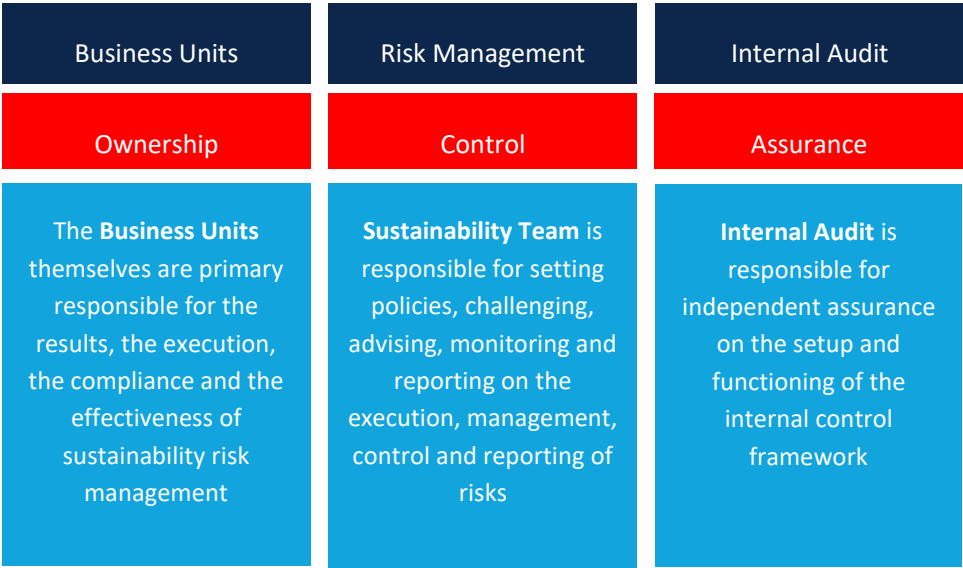 Business Units
Risk Management
Internal Audit
Ownership
Control
Assurance
The Business Units
themselves are primary
responsible for the
results, the execution,
the compliance and the
effectiveness of
sustainability risk
management
Sustainability Team is
responsible for setting
policies, challenging,
advising, monitoring and
reporting on the
execution, management,
control and reporting of
risks
Internal Audit is
responsible for
independent assurance
on the setup and
functioning of the
internal control
framework